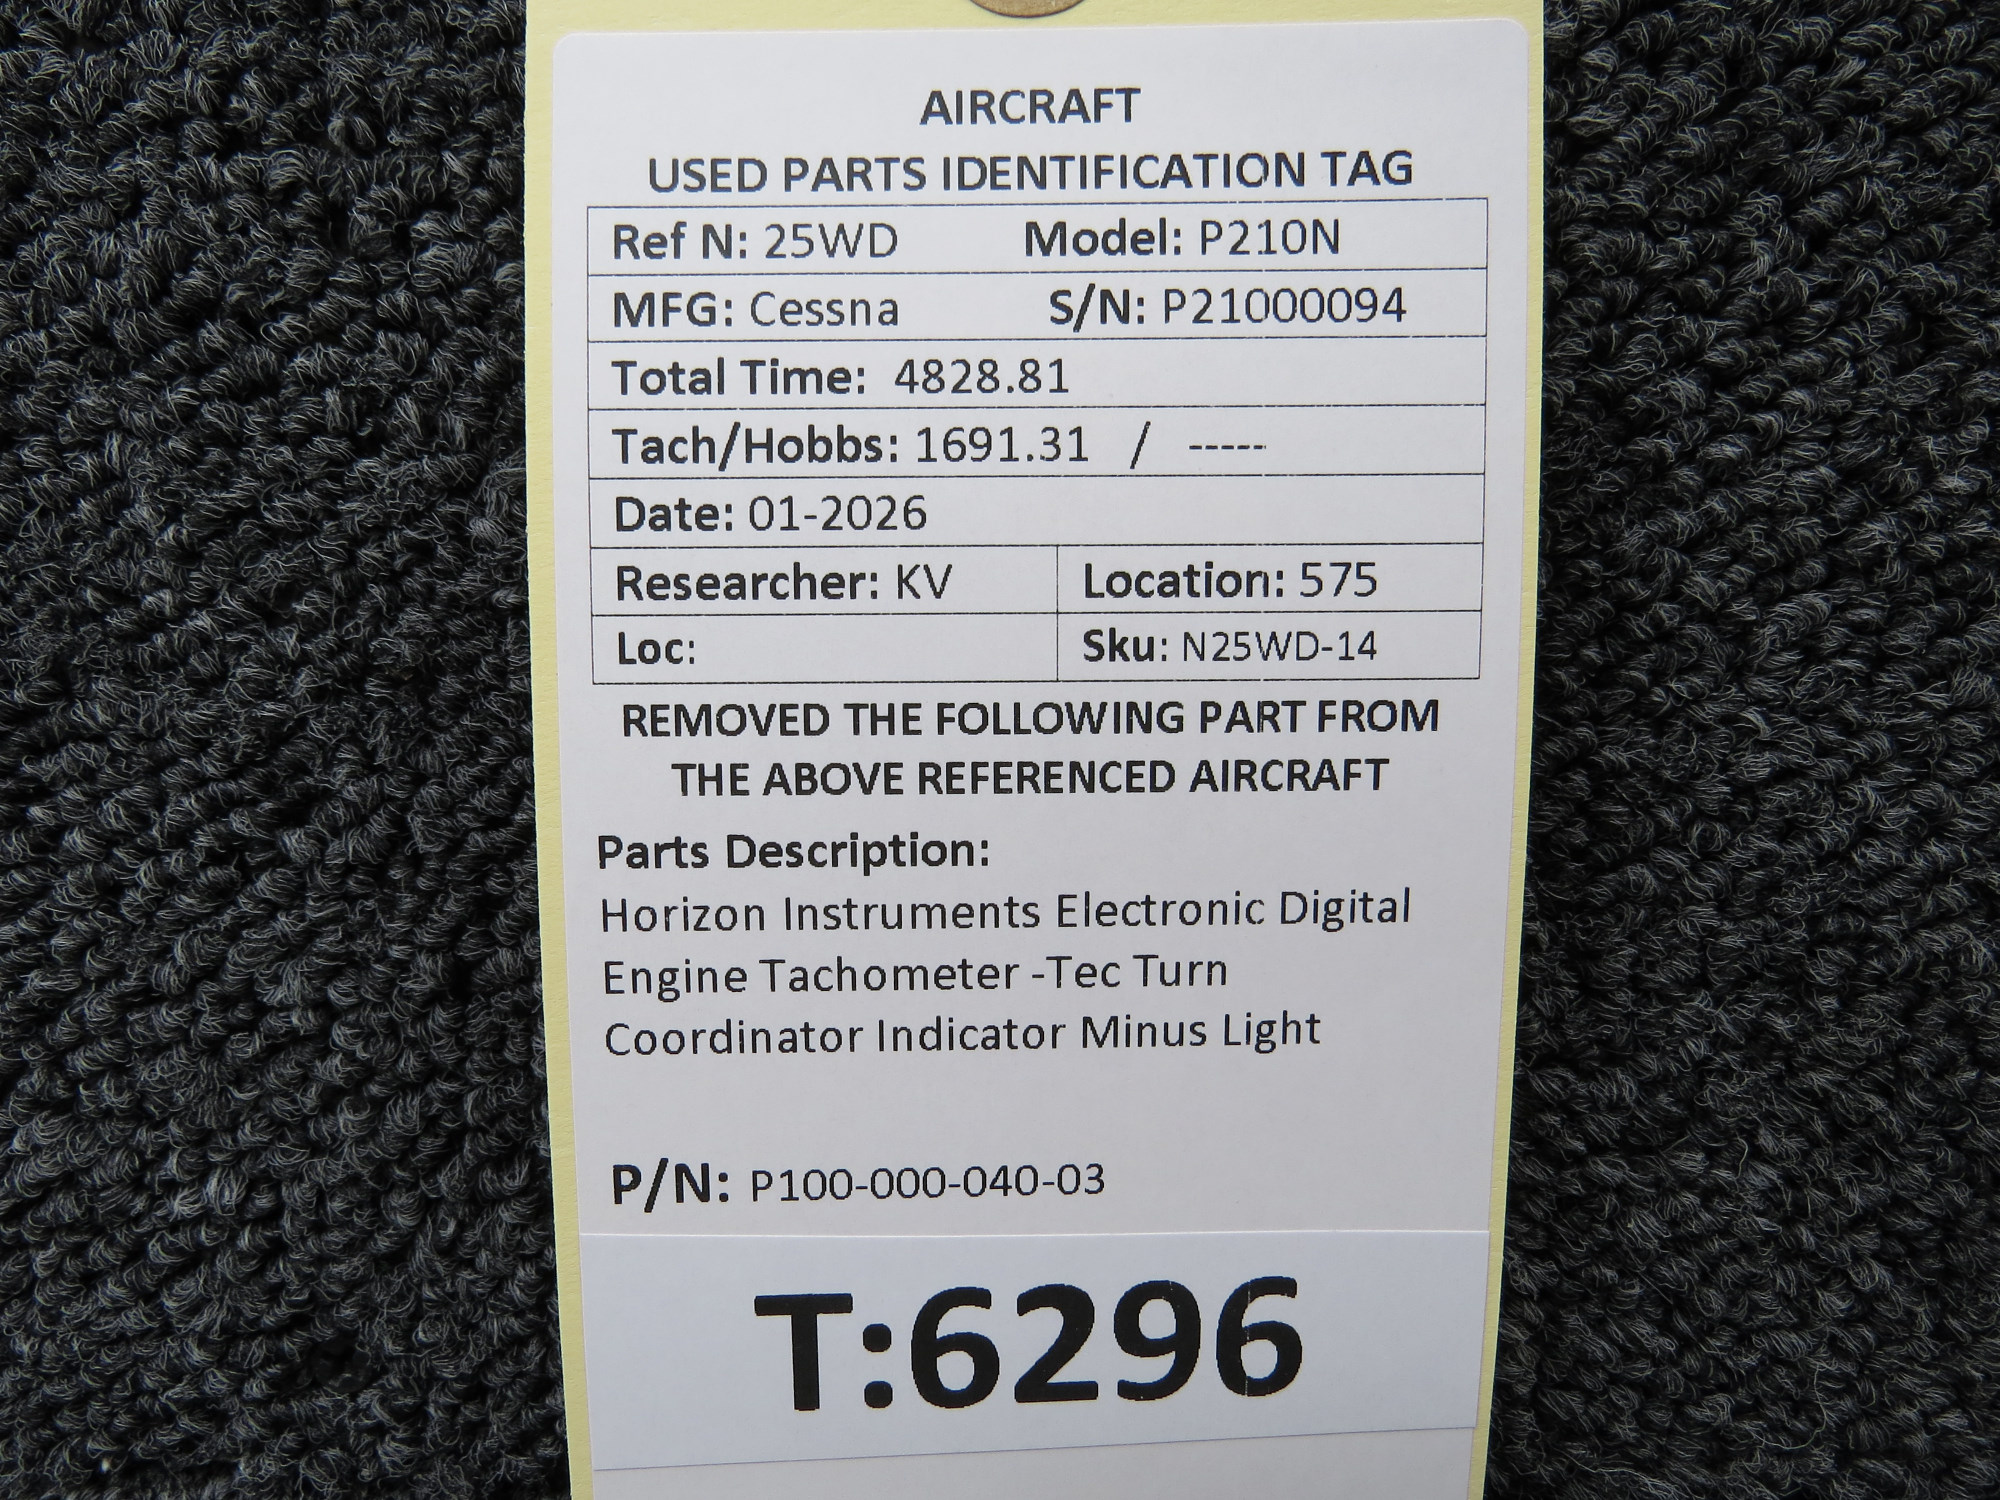 AIRCRAFT
USED PARTS IDENTIFICATION TAG
Ref N: 25WD Model: P210N
MFG: Cessna S/N: P21000094
Total Time: 4828.81
Tach/Hobbs: 1691.31 / -----
Date: 01-2026
Researcher: KV Location: 575
Loc: Sku: N25WD-14
REMOVED THE FOLLOWING PART FROM
THE ABOVE REFERENCED AIRCRAFT
Parts Description:
Horizon Instruments Electronic Digital
Engine Tachometer -Tec Turn
Coordinator Indicator Minus Light
P/N: P100-000-040-03
T:6296